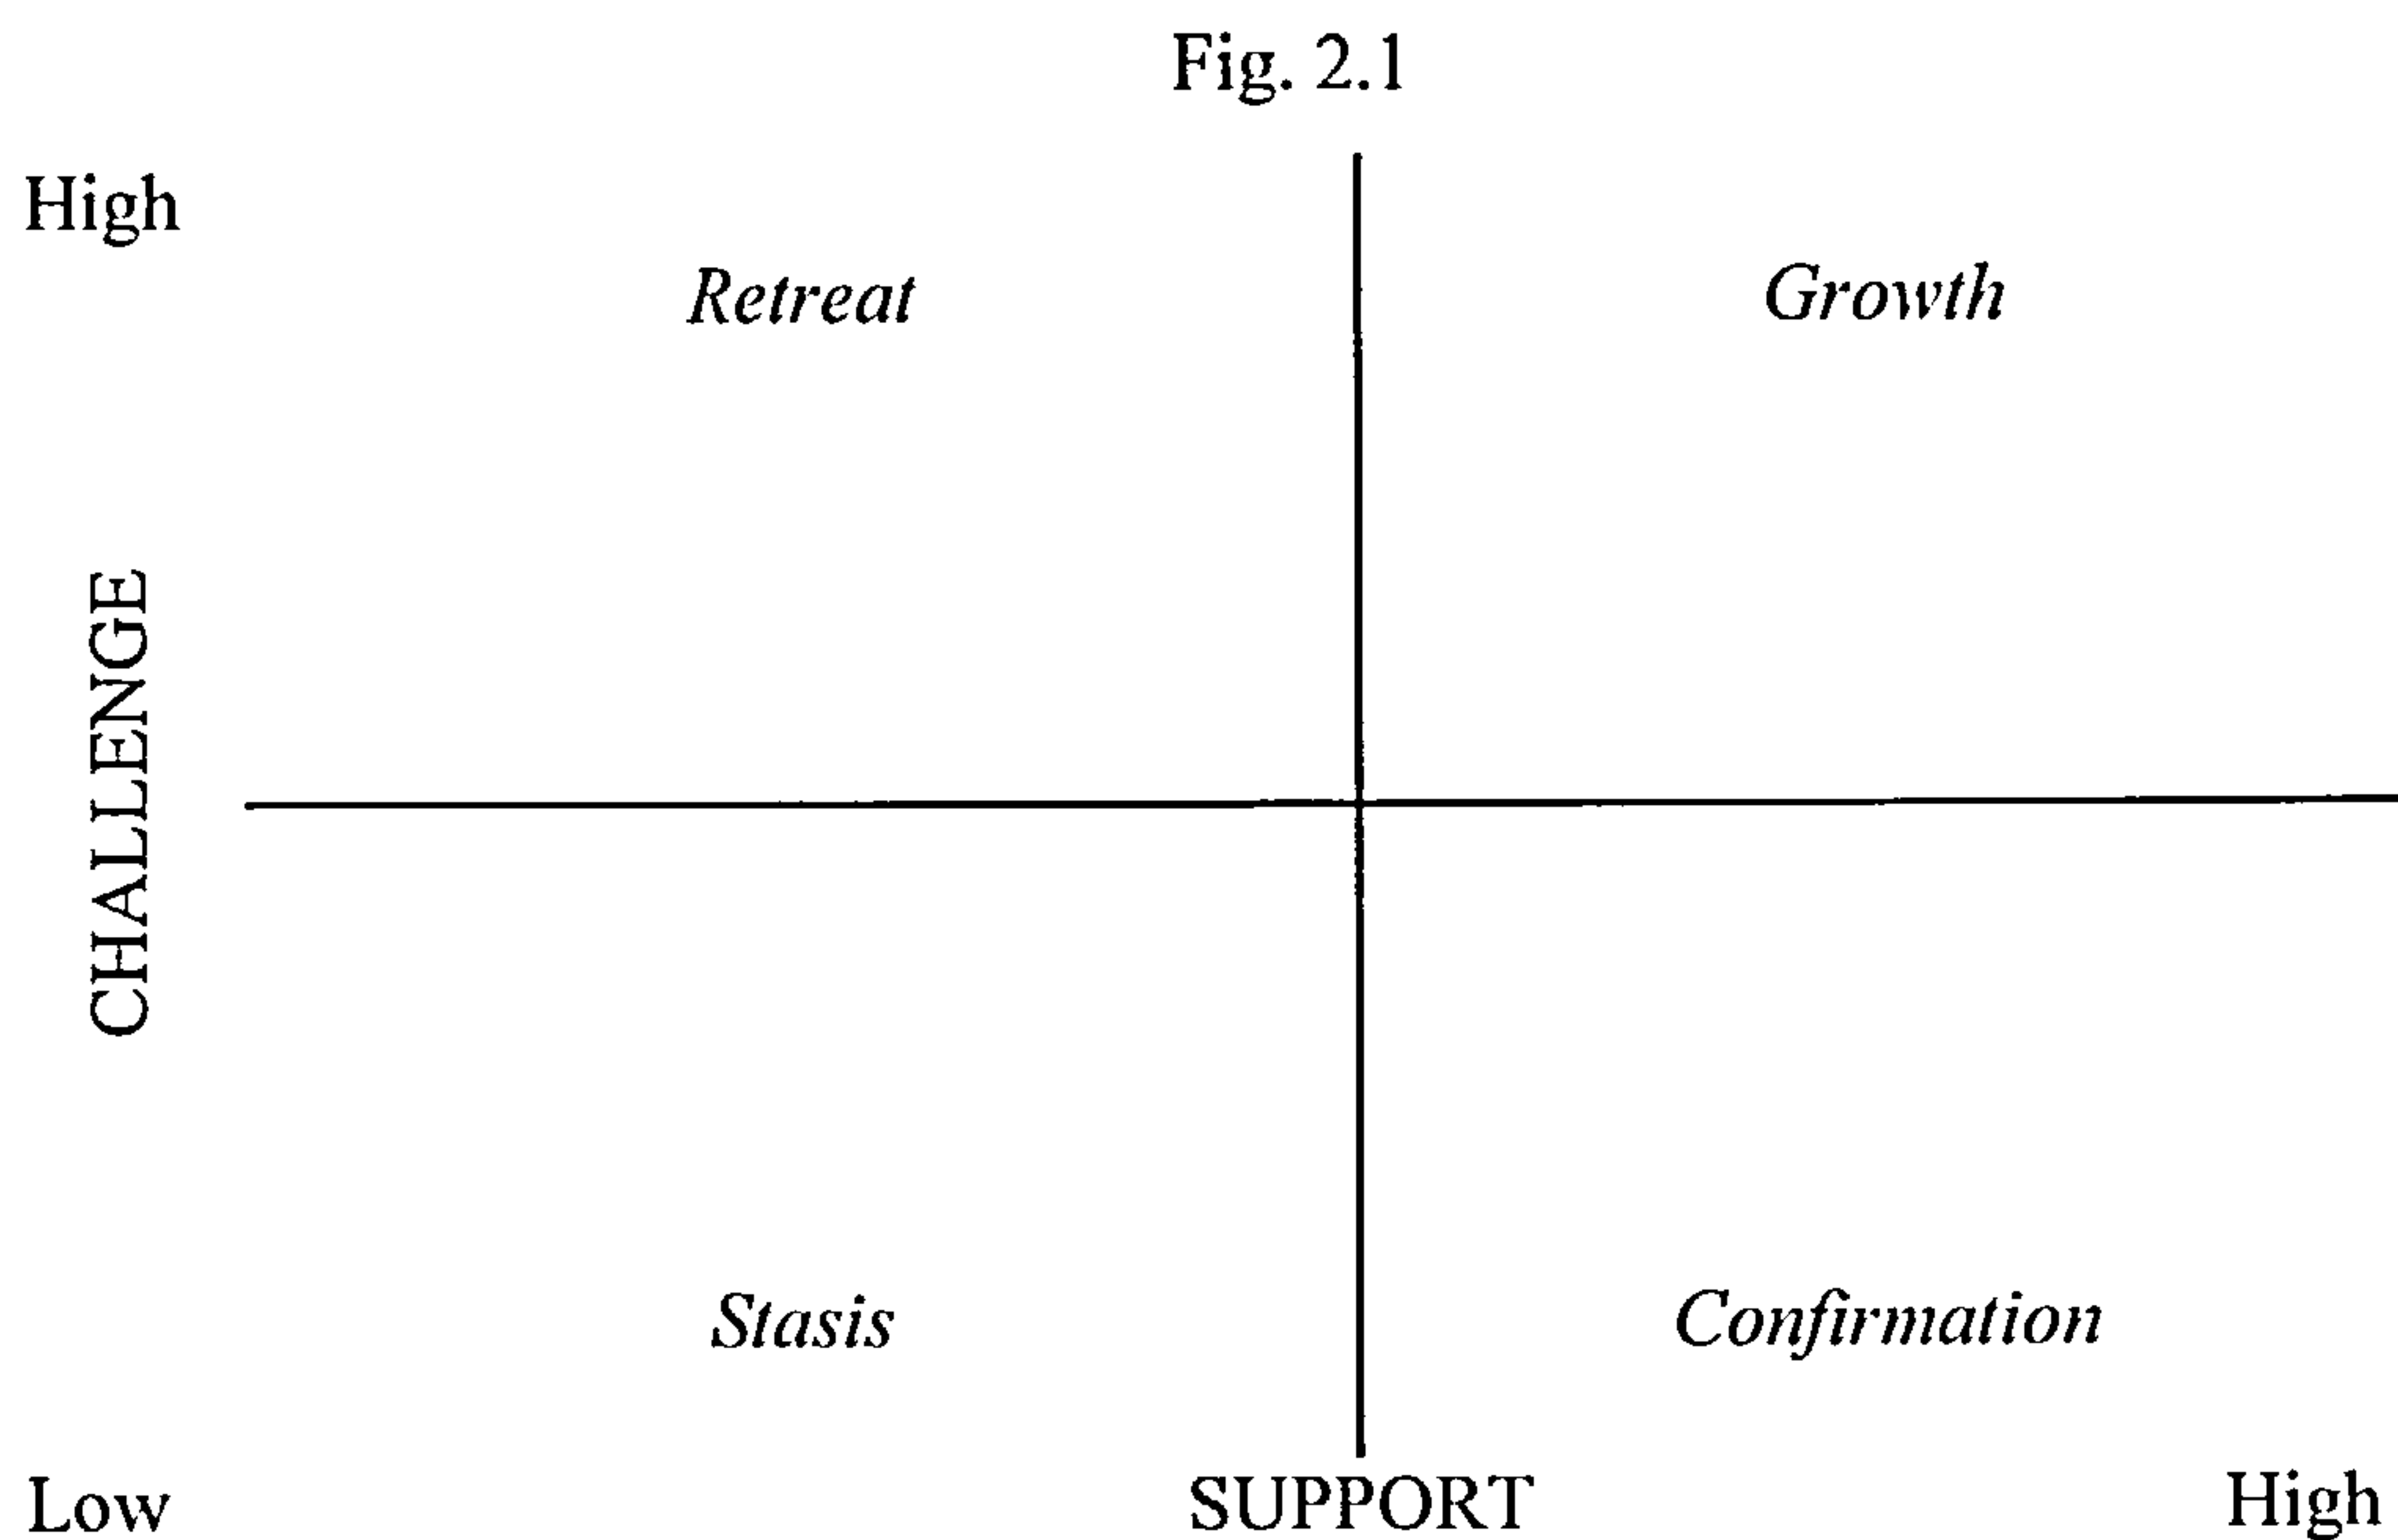 Fig. 2.1
High
Retreat Growth
CHALLENGE
Stasis Confirmation
Low SUPPORT High